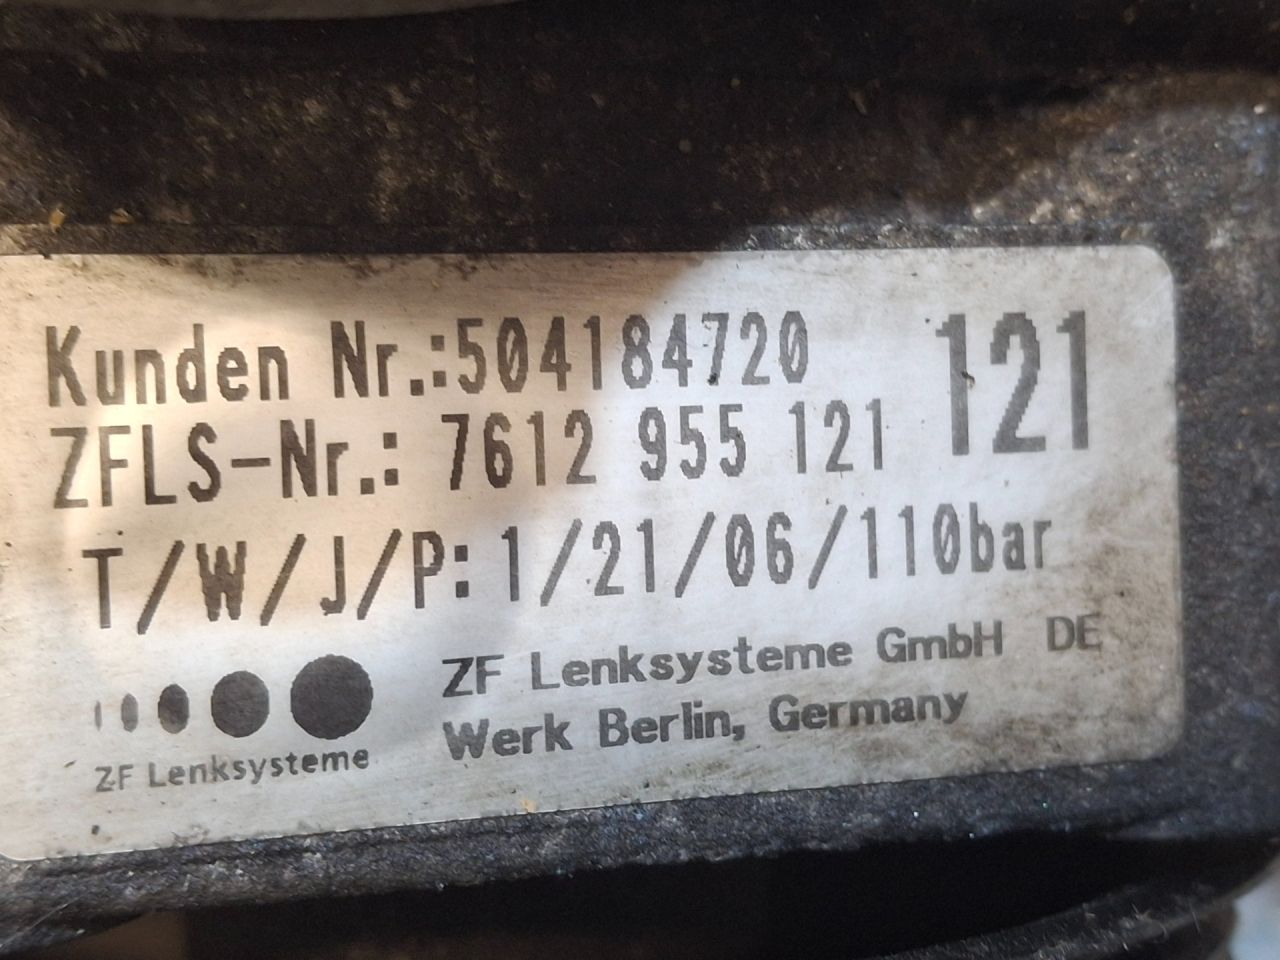 Kunden Nr.:504184720
121
ZFLS-Nr.: 7612 955 121
T/W/J/P: 1/21/06/110bar
ZF Lenksysteme GmbH DE
Werk Berlin, Germany
ZF Lenksysteme